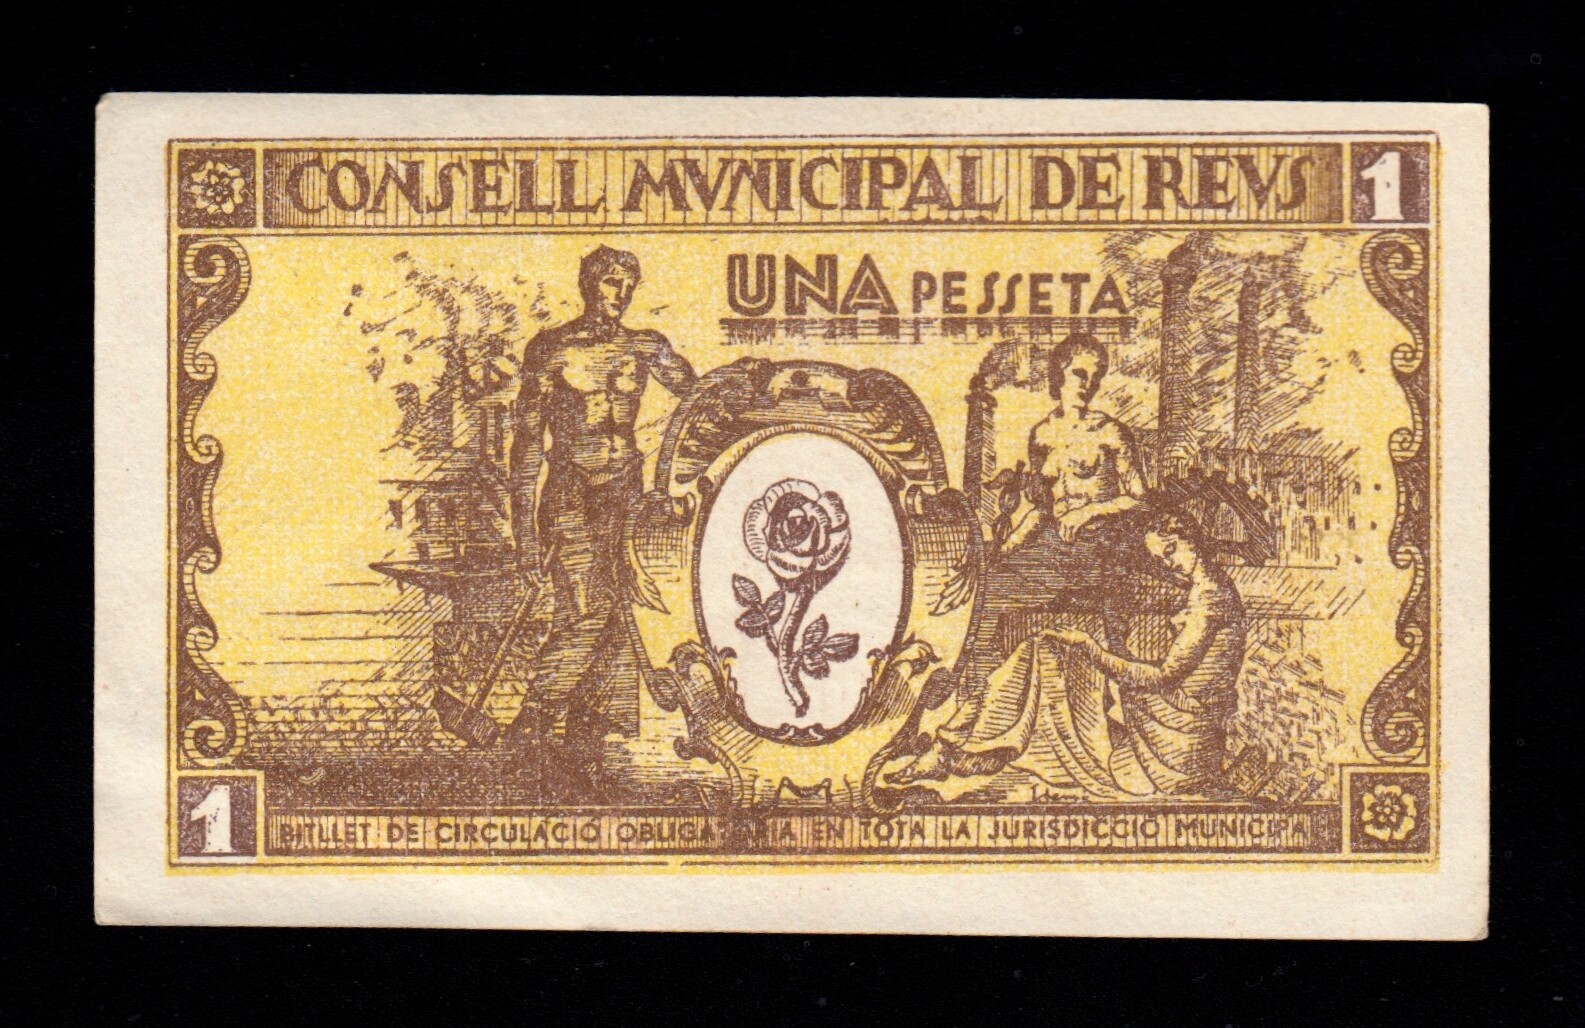 CONSELL MVNICIPAL DE REVS 1
UNA PESSETA
1 BITLLET DE CIRCULACIÓ OBLIGATÒRIA EN TOTA LA JURISDICCIÓ MUNICIPAL